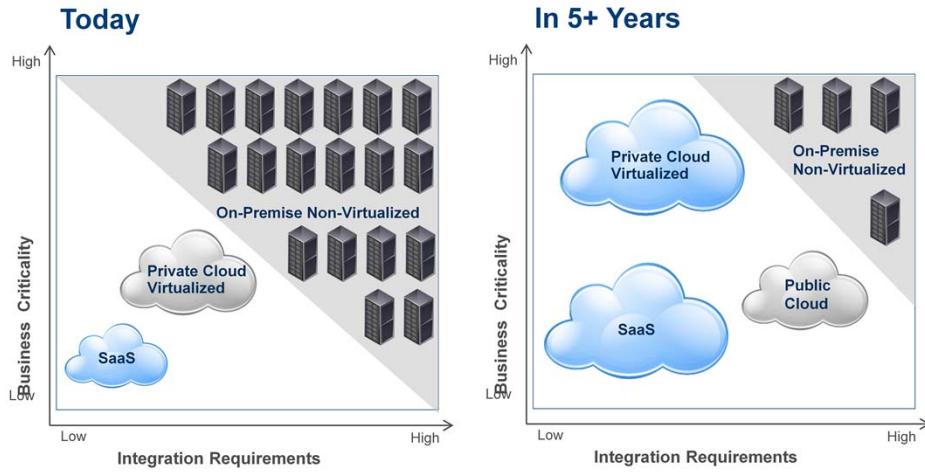 Today
High
On-Premise Non-Virtualized
Private Cloud
Virtualized
SaaS
Business Criticality
Low
Low
High
Integration Requirements
In 5+ Years
High
Private Cloud
Virtualized
On-Premise
Non-Virtualized
Public
Cloud
SaaS
Business Criticality
Low
Low
High
Integration Requirements